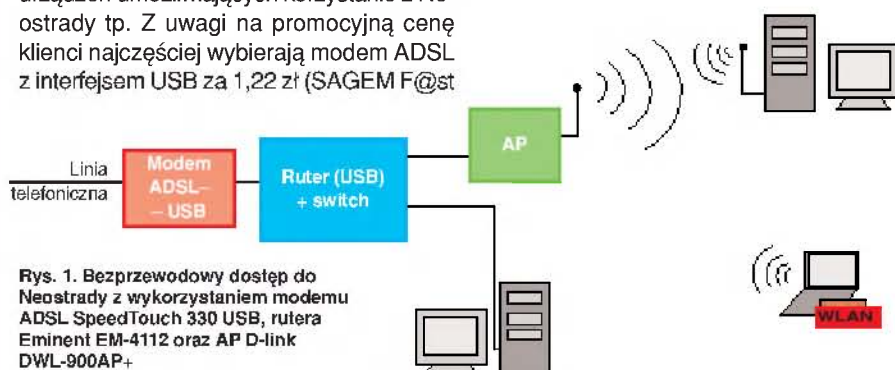 ostrady tp. Z uwagi na promocyjną cenę
klienci najczęściej wybierają modem ADSL
z interfejsem USB za 1,22 zł (SAGEM F@st
Linia
telefoniczna
Modem
ADSL–
– USB
Ruter (USB)
+ switch
AP
WLAN
Rys. 1. Bezprzewodowy dostęp do
Neostrady z wykorzystaniem modemu
ADSL SpeedTouch 330 USB, rutera
Eminent EM-4112 oraz AP D-link
DWL-900AP+